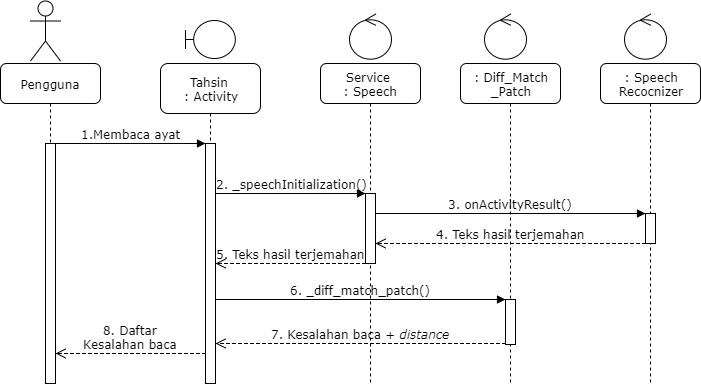 Pengguna
Tahsin
: Activity
Service
: Speech
: Diff_Match
_Patch
: Speech
Recocnizer
1.Membaca ayat
2. _speechInitialization()
3. onActivityResult()
4. Teks hasil terjemahan
5. Teks hasil terjemahan
6. _diff_match_patch()
7. Kesalahan baca + distance
8. Daftar
Kesalahan baca